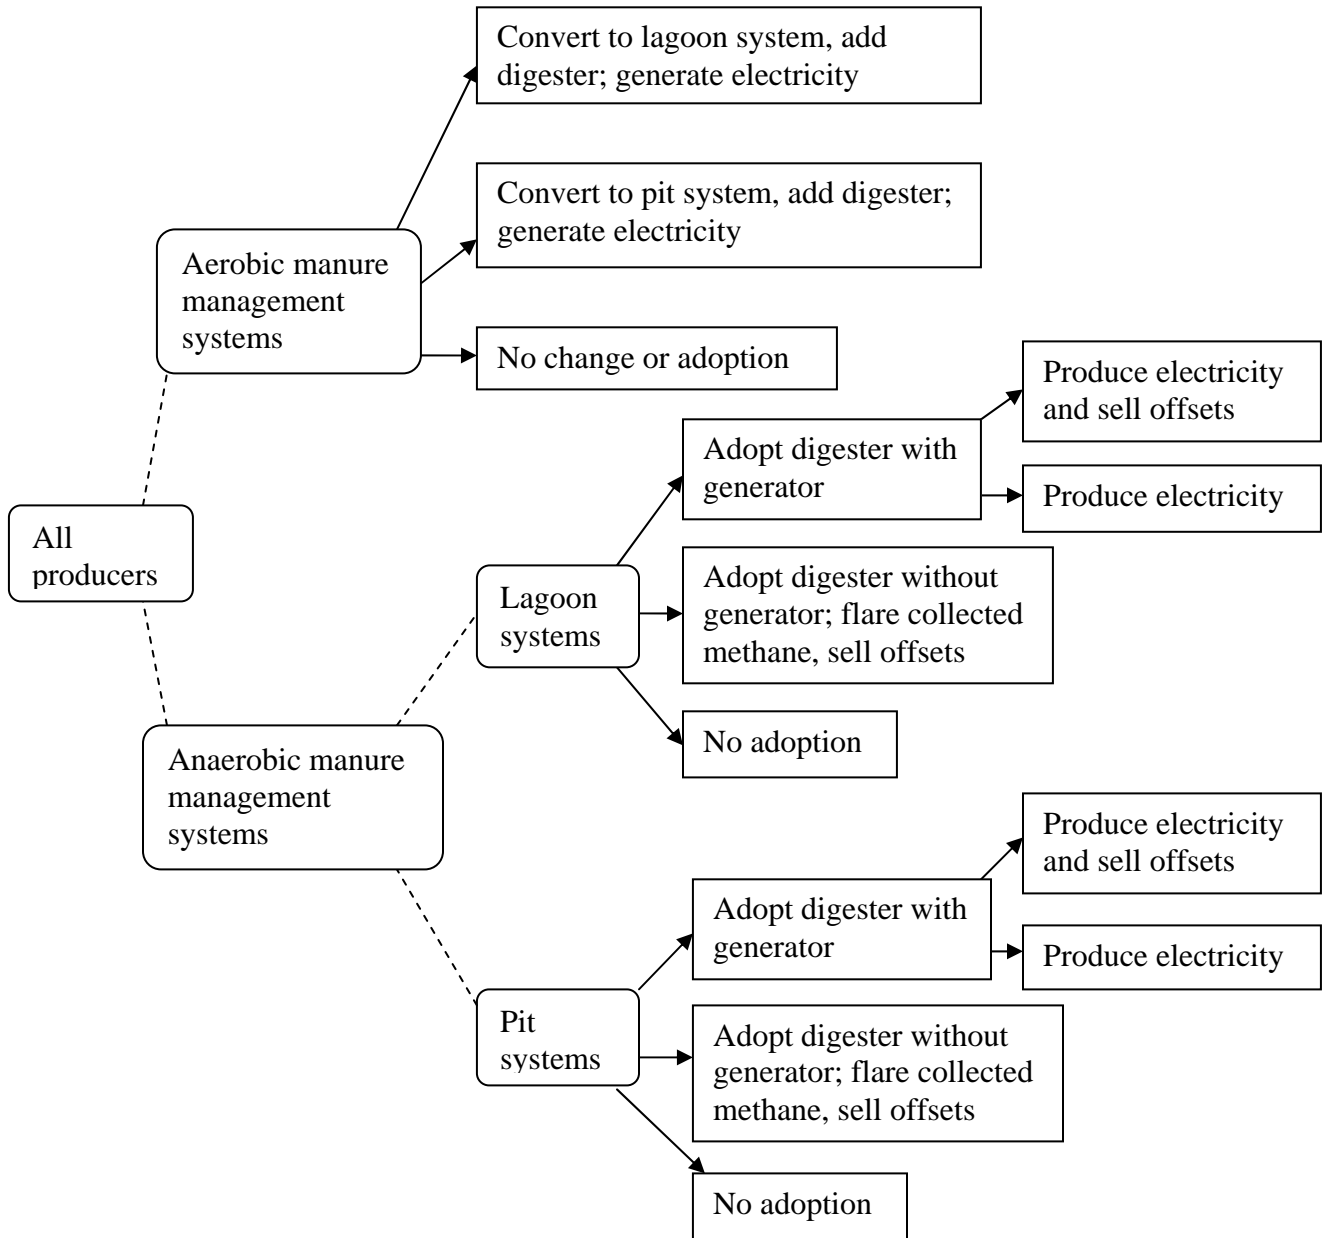 Convert to lagoon system, add
digester; generate electricity
Convert to pit system, add digester;
generate electricity
Aerobic manure
management
systems
No change or adoption
Produce electricity
and sell offsets
Adopt digester with
generator
Produce electricity
All
producers
Lagoon
systems
Adopt digester without
generator; flare collected
methane, sell offsets
No adoption
Anaerobic manure
management
systems
Produce electricity
and sell offsets
Adopt digester with
generator
Produce electricity
Pit
systems
Adopt digester without
generator; flare collected
methane, sell offsets
No adoption